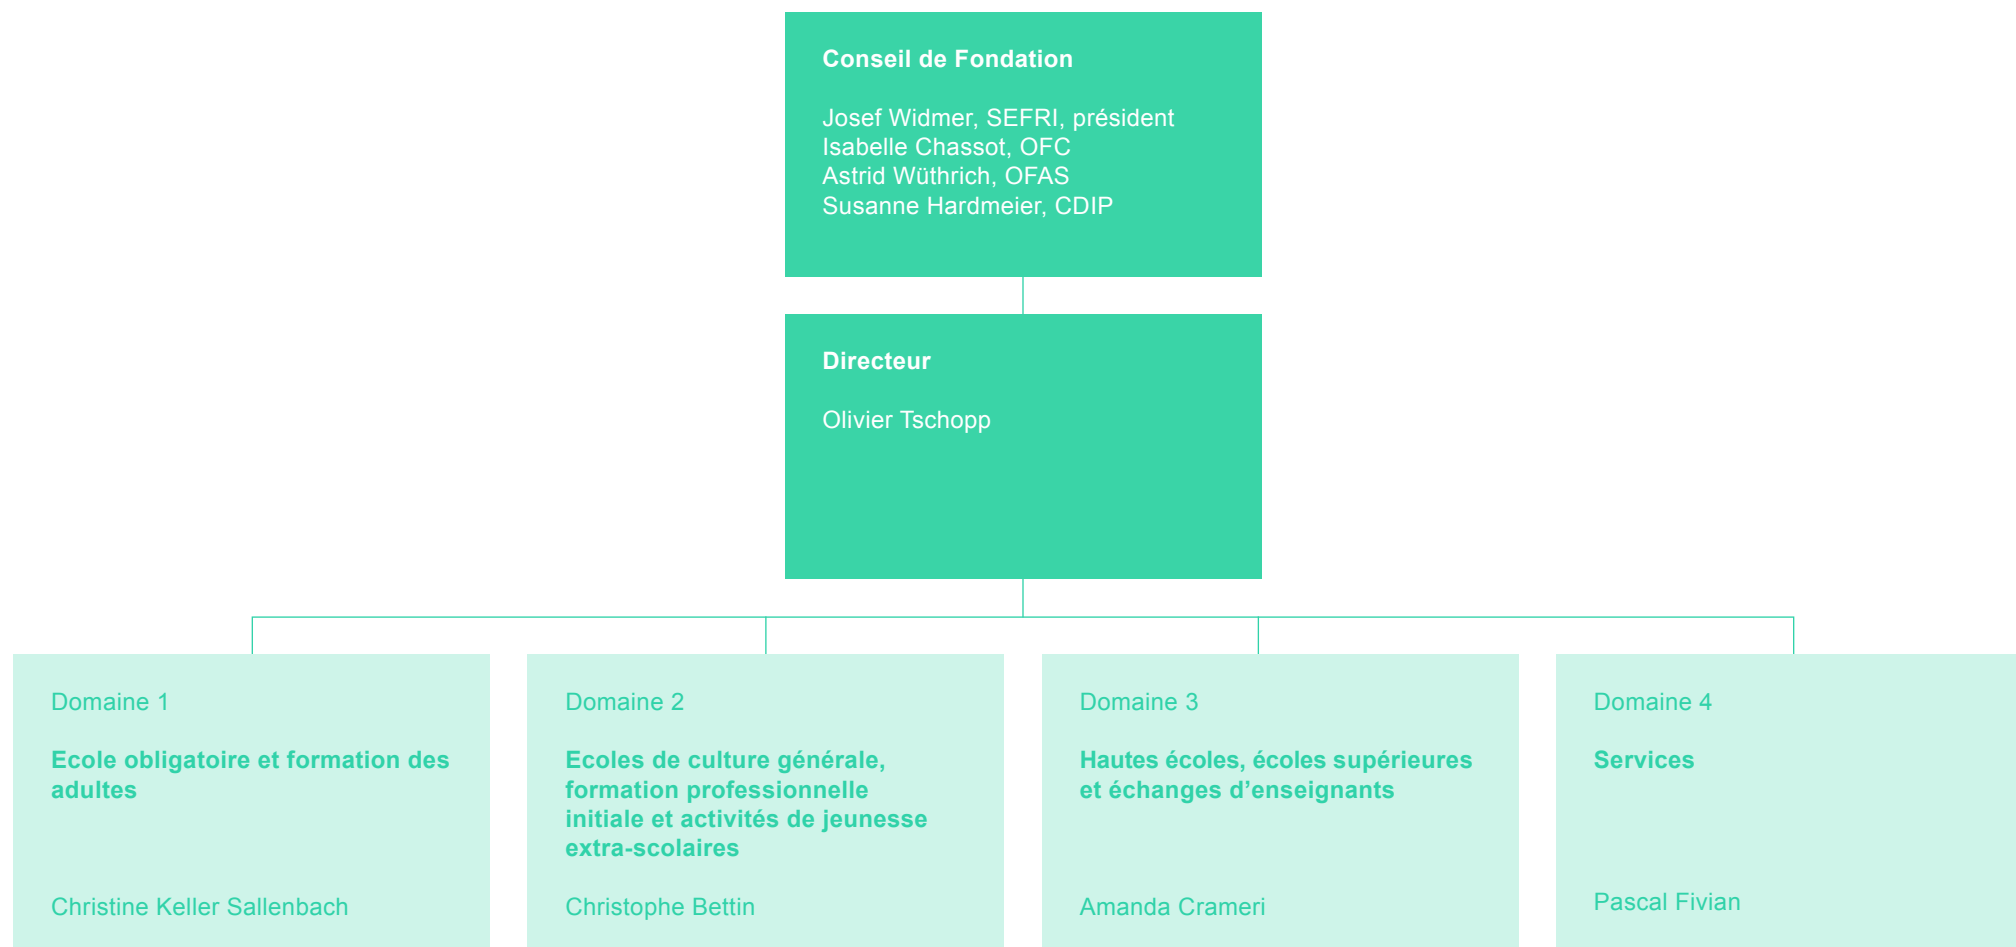 Conseil de Fondation
Josef Widmer, SEFRI, président
Isabelle Chassot, OFC
Astrid Wüthrich, OFAS
Susanne Hardmeier, CDIP
Directeur
Olivier Tschopp
Domaine 1
Ecole obligatoire et formation des
adultes
Christine Keller Sallenbach
Domaine 2
Ecoles de culture générale,
formation professionnelle
initiale et activités de jeunesse
extra-scolaires
Christophe Bettin
Domaine 3
Hautes écoles, écoles supérieures
et échanges d’enseignants
Amanda Crameri
Domaine 4
Services
Pascal Fivian